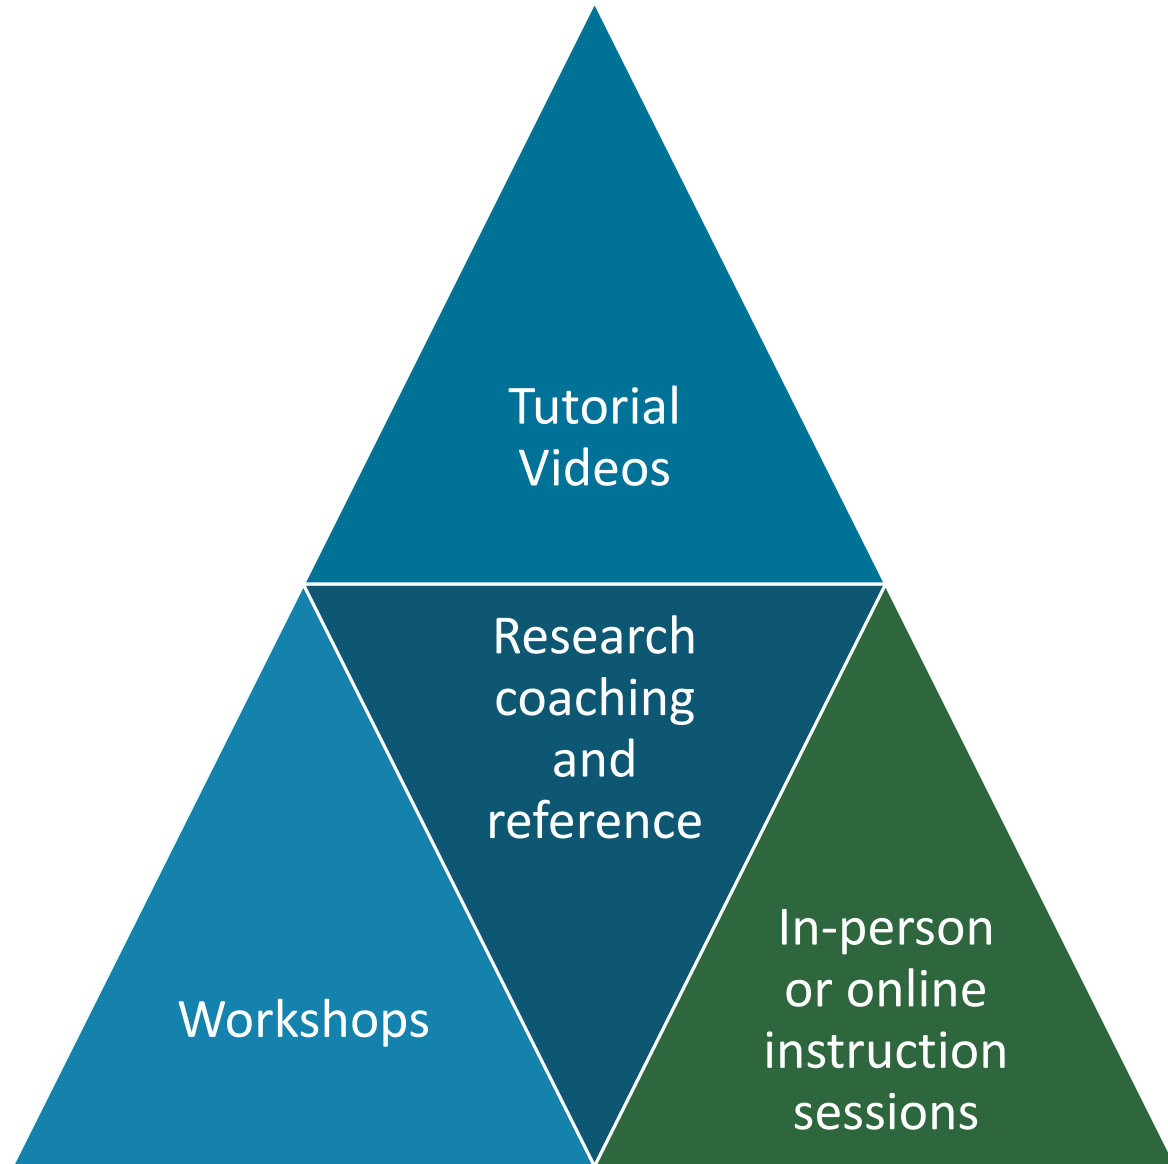 Tutorial
Videos
Research
coaching
and
reference
Workshops
In-person
or online
instruction
sessions